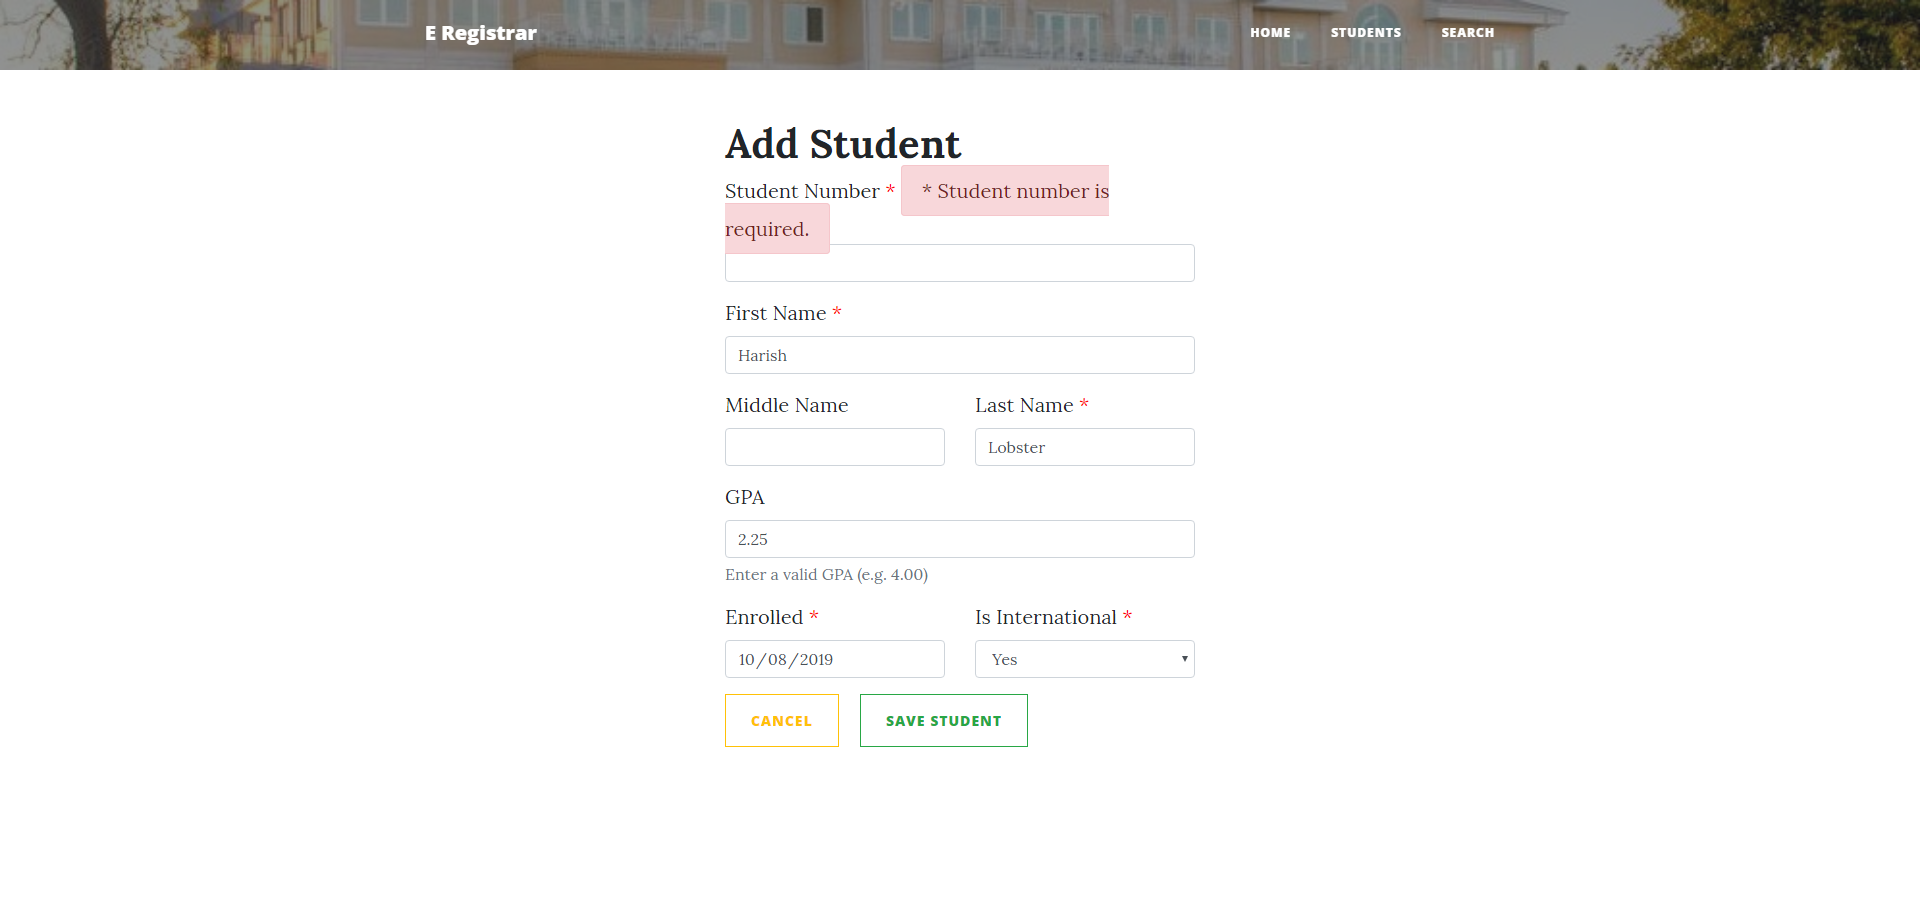 E Registrar
HOME STUDENTS SEARCH
Add Student
Student Number * * Student number is
required.
First Name *
Harish
Middle Name Last Name *
Lobster
GPA
2.25
Enter a valid GPA (e.g. 4.00)
Enrolled * Is International *
10/08/2019 Yes
CANCEL SAVE STUDENT